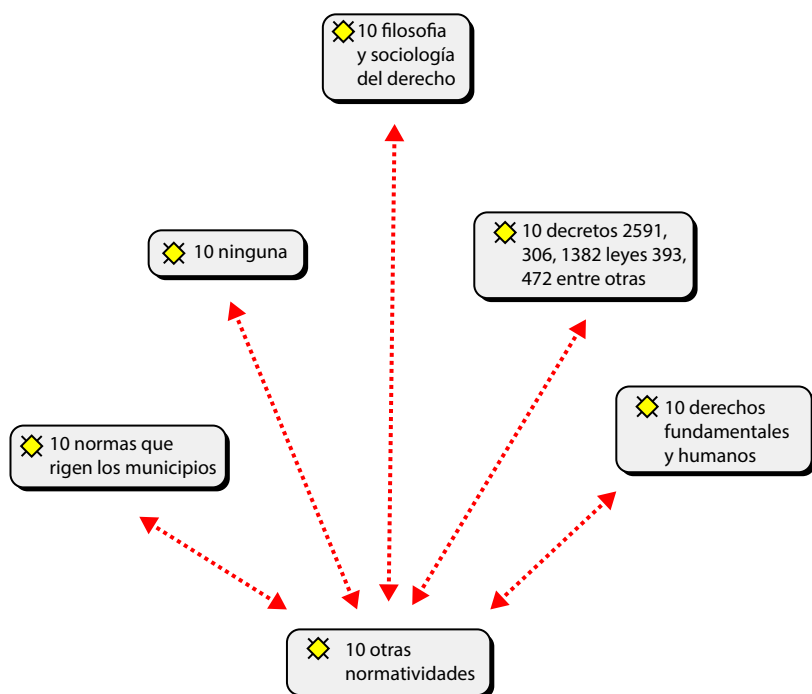 10 filosofia
y sociología
del derecho
10 ninguna
10 decretos 2591,
306, 1382 leyes 393,
472 entre otras
10 normas que
rigen los municipios
10 derechos
fundamentales
y humanos
10 otras
normatividades